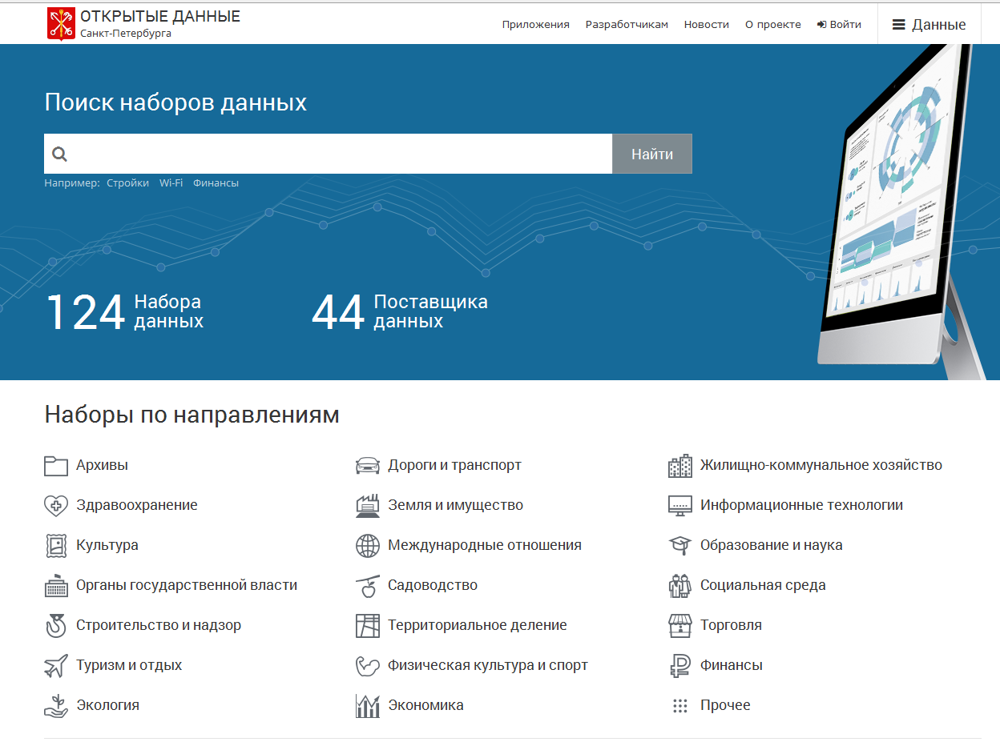 ОТКРЫТЫЕ ДАННЫЕ
Санкт-Петербурга
Приложения Разработчикам Новости О проекте Войти Данные
Поиск наборов данных
Найти
Например: Стройки Wi-Fi Финансы
124 Набора данных
44 Поставщика данных
Наборы по направлениям
Архивы
Дороги и транспорт
Жилищно-коммунальное хозяйство
Здравоохранение
Земля и имущество
Информационные технологии
Культура
Международные отношения
Образование и наука
Органы государственной власти
Садоводство
Социальная среда
Строительство и надзор
Территориальное деление
Торговля
Туризм и отдых
Физическая культура и спорт
Финансы
Экология
Экономика
Прочее